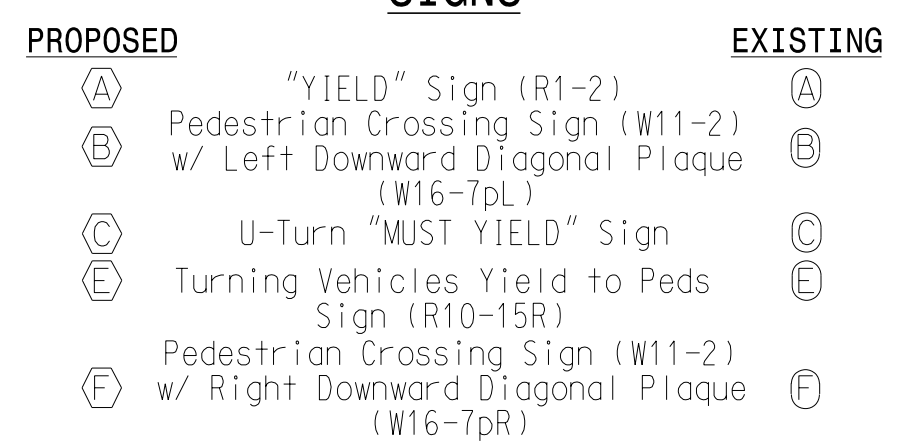 SIGNS
PROPOSED EXISTING
A "YIELD" Sign (R1-2) A
Pedestrian Crossing Sign (W11-2)
B w/ Left Downward Diagonal Plaque B
(W16-7pL)
C U-Turn "MUST YIELD" Sign C
E Turning Vehicles Yield to Peds E
Sign (R10-15R)
Pedestrian Crossing Sign (W11-2)
F w/ Right Downward Diagonal Plaque F
(W16-7pR)